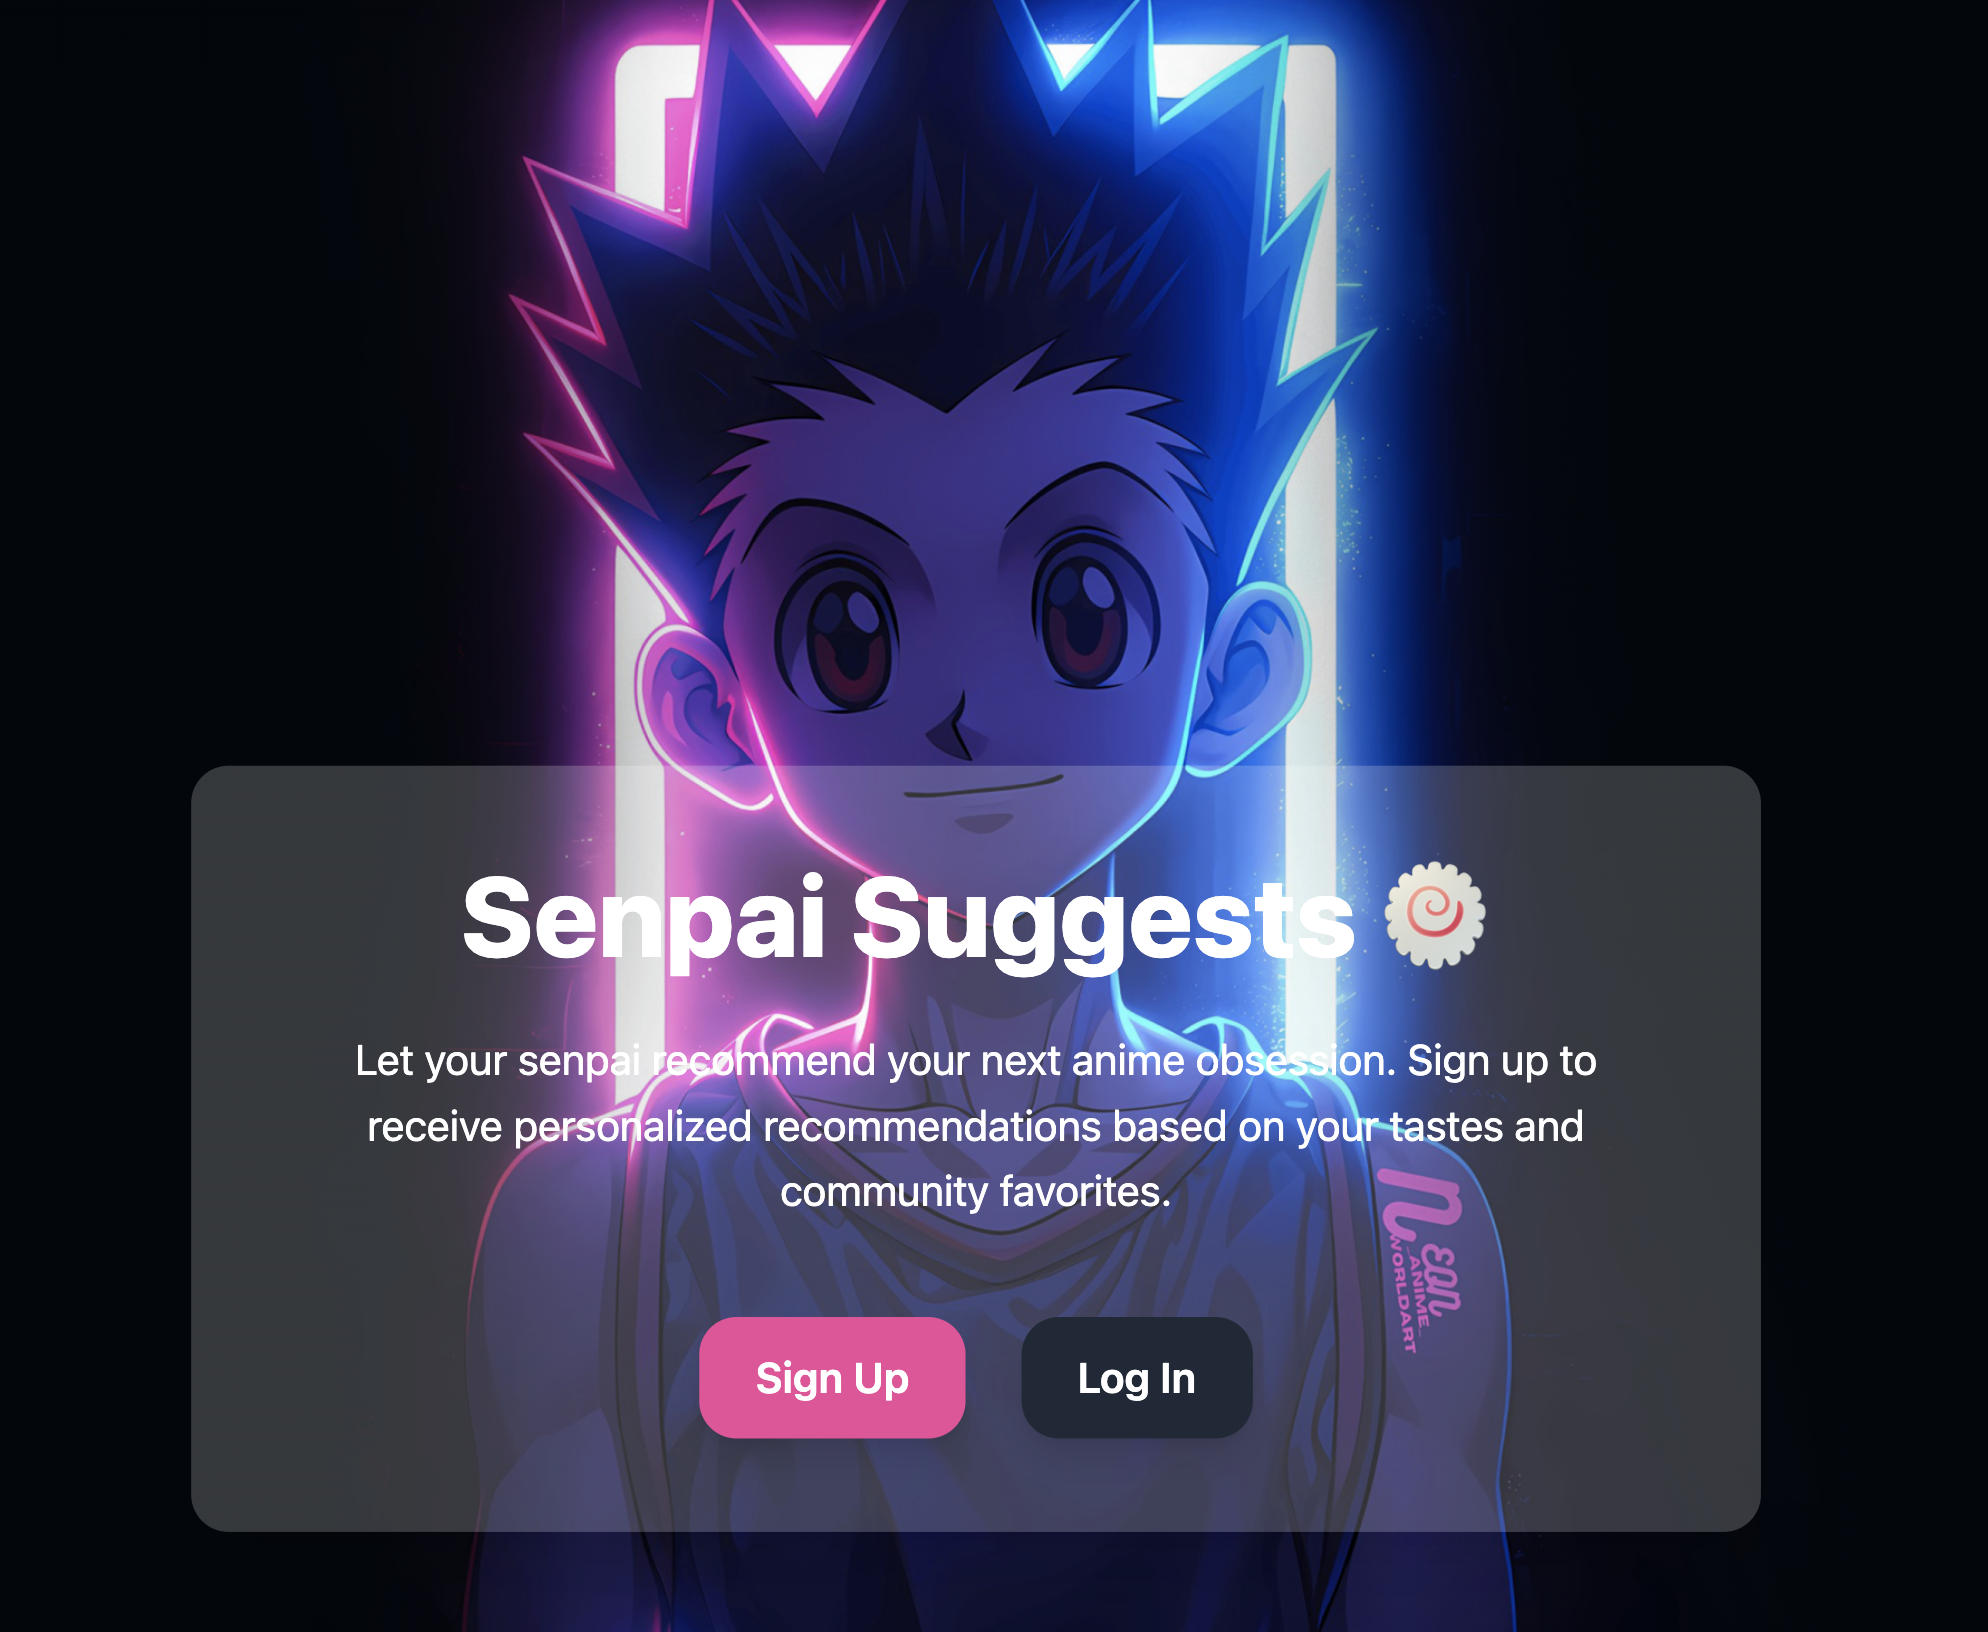 Senpai Suggests
Let your senpai recommend your next anime obsession. Sign up to
receive personalized recommendations based on your tastes and
community favorites.
Neon
_ANIME_
WORLDART
Sign Up
Log In